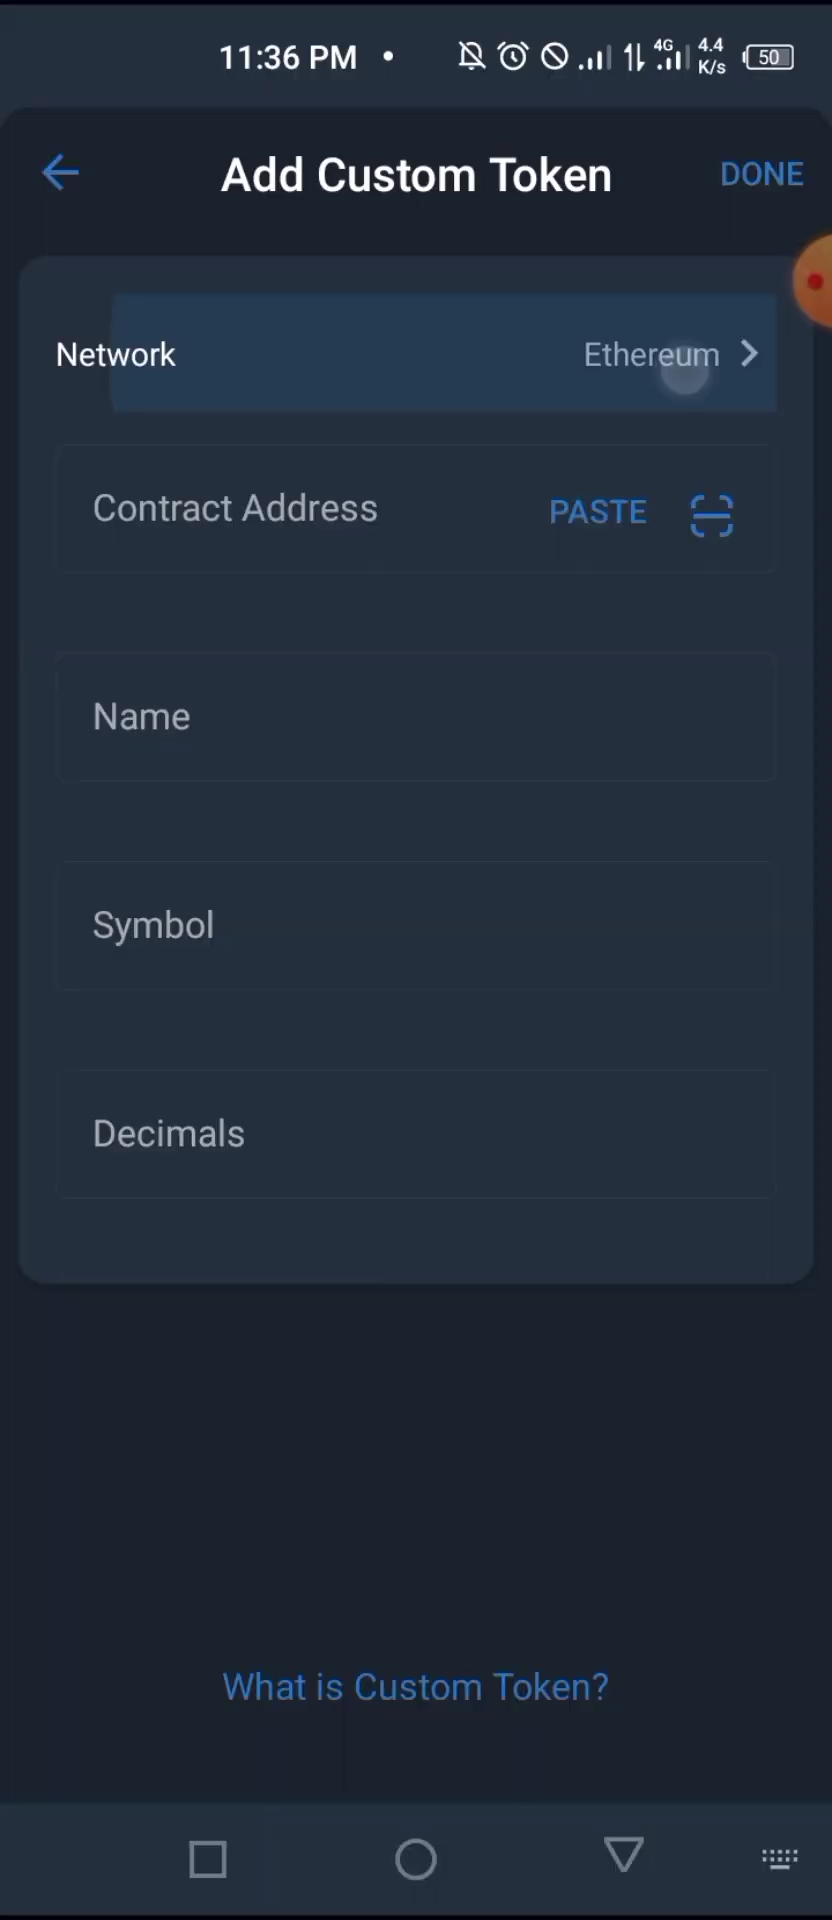 11:36 PM • 4G 4.4 K/s 50
Add Custom Token DONE
Network Ethereum
Contract Address PASTE
Name
Symbol
Decimals
What is Custom Token?